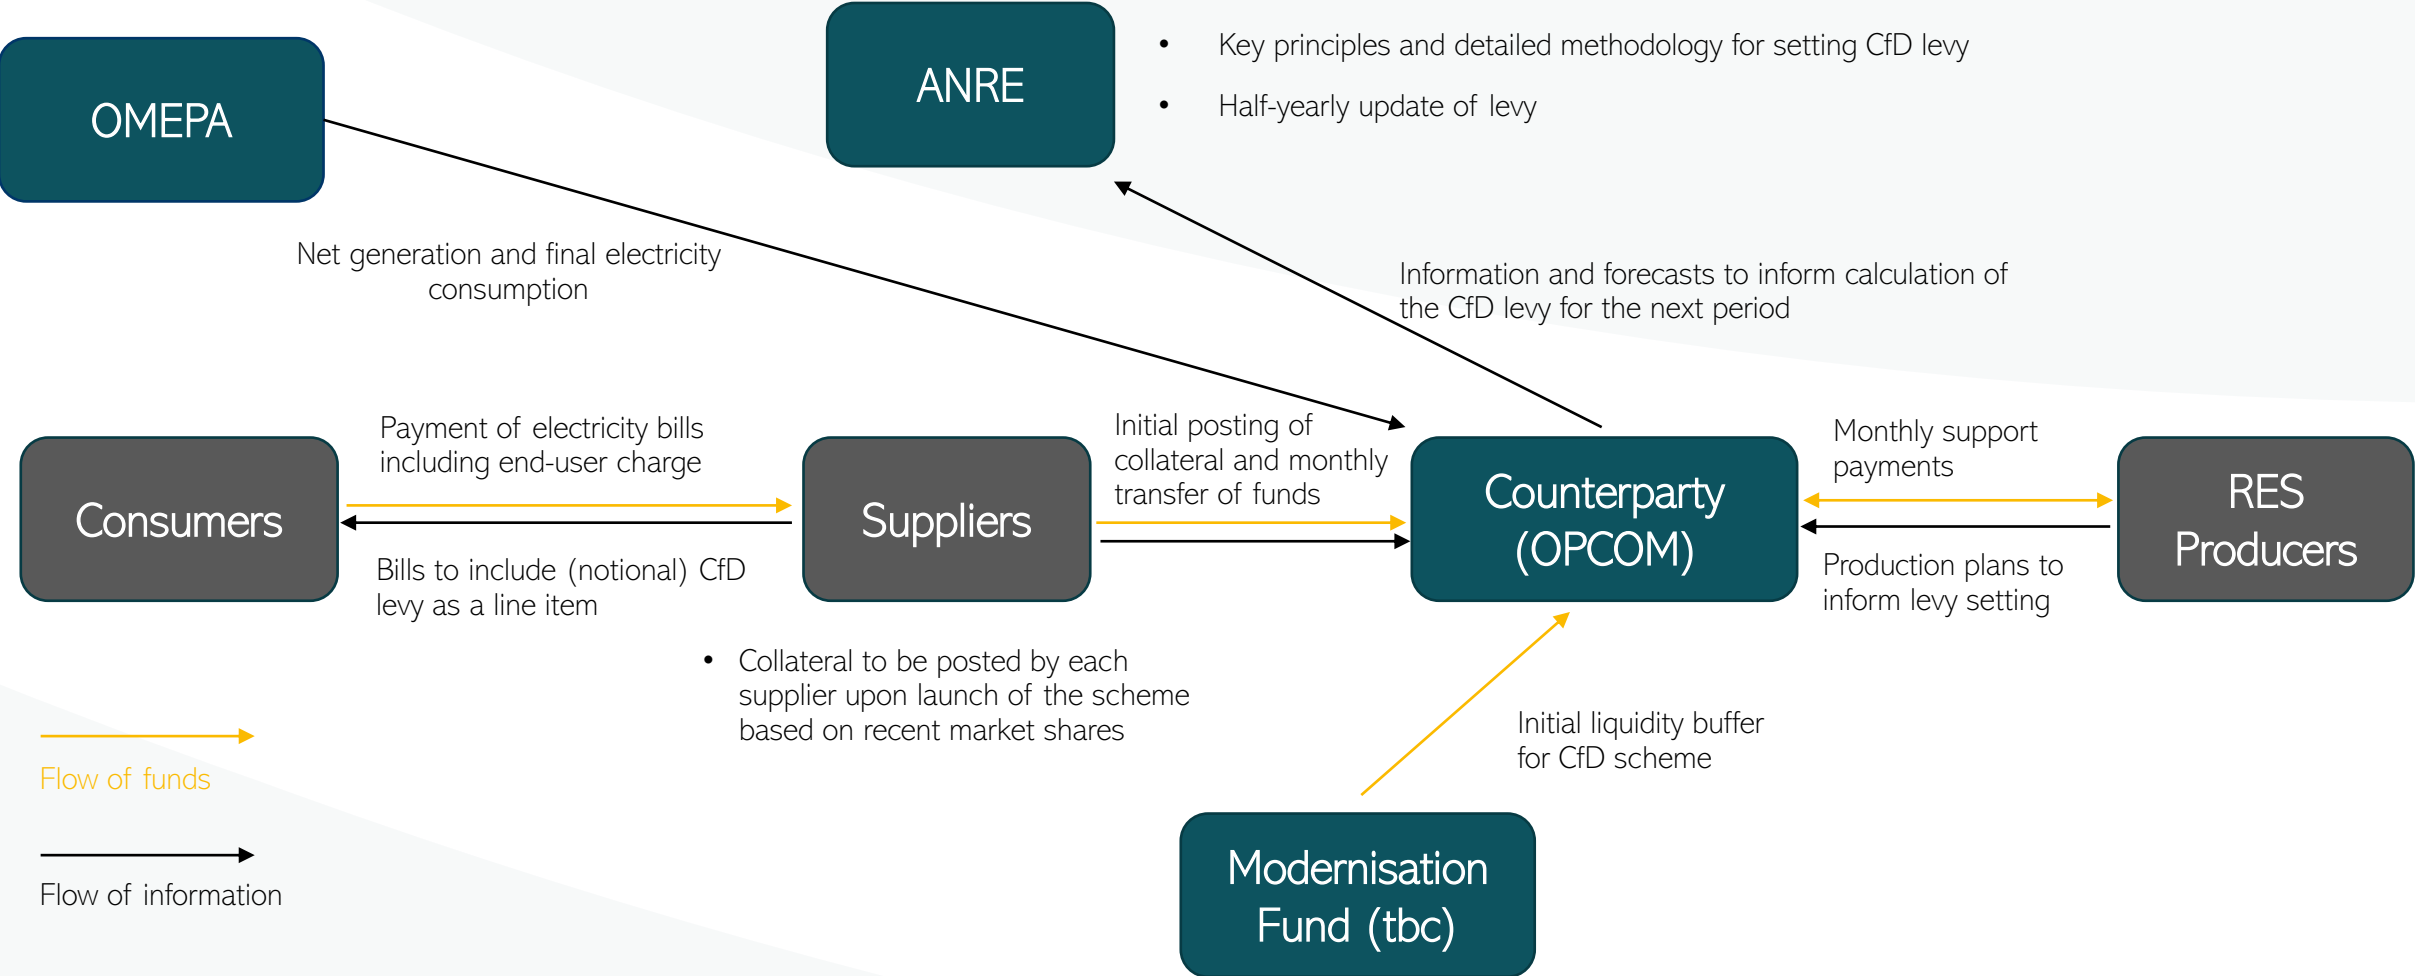 OMEPA
ANRE
• Key principles and detailed methodology for setting CfD levy
• Half-yearly update of levy
Net generation and final electricity
consumption
Information and forecasts to inform calculation of
the CfD levy for the next period
Consumers
Payment of electricity bills
including end-user charge
Bills to include (notional) CfD
levy as a line item
Suppliers
Initial posting of
collateral and monthly
transfer of funds
Counterparty
(OPCOM)
Monthly support
payments
Production plans to
inform levy setting
RES
Producers
• Collateral to be posted by each
supplier upon launch of the scheme
based on recent market shares
Initial liquidity buffer
for CfD scheme
Modernisation
Fund (tbc)
Flow of funds
Flow of information